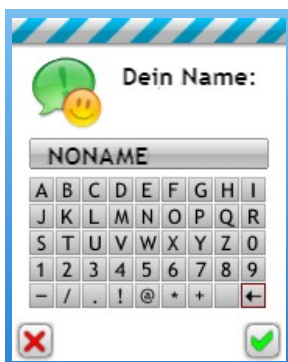 Dein Name:
NONAME
A B C D E F G H I
J K L M N O P Q R
S T U V W X Y Z 0
1 2 3 4 5 6 7 8 9
- / . ! @ * + ←